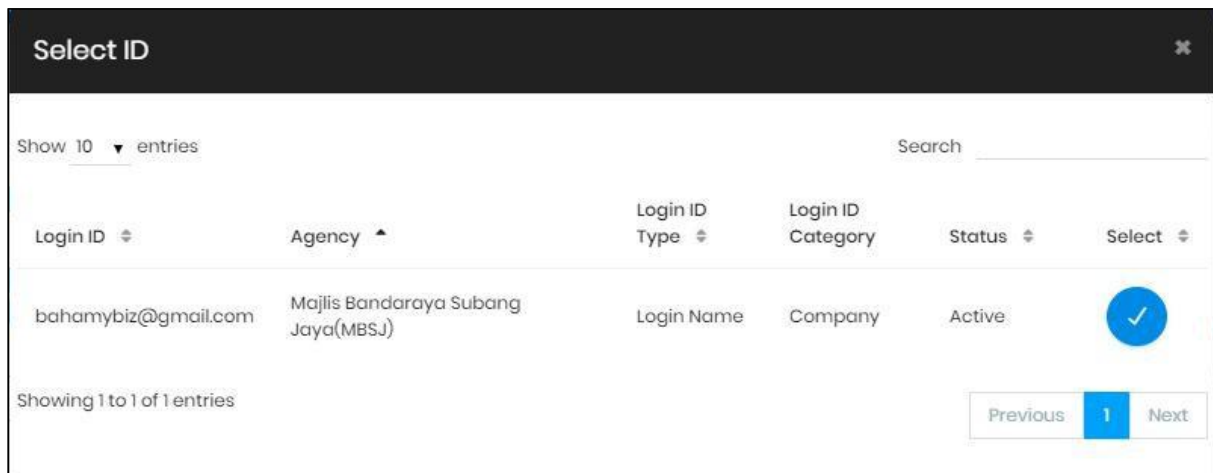 Select ID
Show 10 entries
Search
Login ID
Agency
Login ID
Type
Login ID
Category
Status
Select
bahamybiz@gmail.com
Majlis Bandaraya Subang
Jaya(MBSJ)
Login Name
Company
Active
Showing 1 to 1 of 1 entries
Previous 1 Next